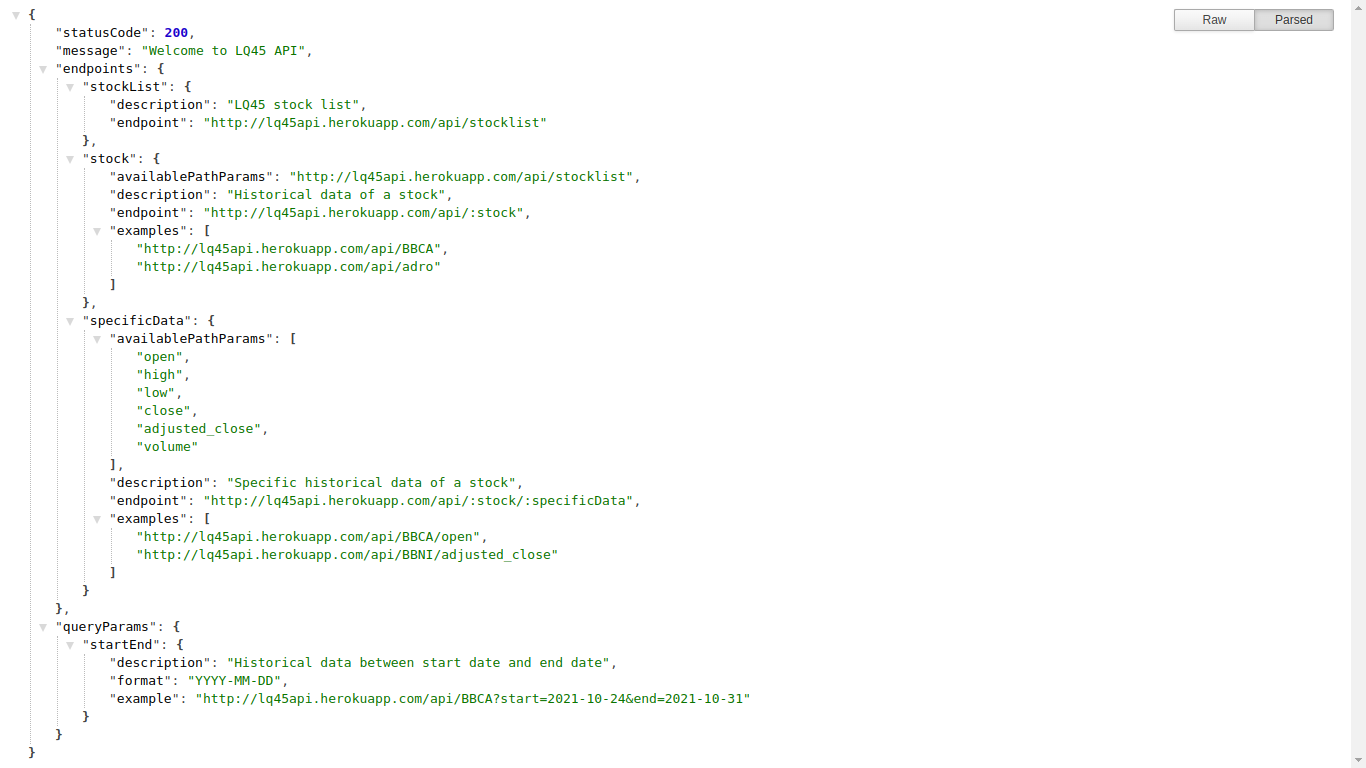 {
Raw Parsed
"statusCode": 200,
"message": "Welcome to LQ45 API",
"endpoints": {
"stockList": {
"description": "LQ45 stock list",
"endpoint": "http://lq45api.herokuapp.com/api/stocklist"
},
"stock": {
"availablePathParams": "http://lq45api.herokuapp.com/api/stocklist",
"description": "Historical data of a stock",
"endpoint": "http://lq45api.herokuapp.com/api/:stock",
"examples": [
"http://lq45api.herokuapp.com/api/BBCA",
"http://lq45api.herokuapp.com/api/adro"
]
},
"specificData": {
"availablePathParams": [
"open",
"high",
"low",
"close",
"adjusted_close",
"volume"
],
"description": "Specific historical data of a stock",
"endpoint": "http://lq45api.herokuapp.com/api/:stock/:specificData",
"examples": [
"http://lq45api.herokuapp.com/api/BBCA/open",
"http://lq45api.herokuapp.com/api/BBNI/adjusted_close"
]
}
},
"queryParams": {
"startEnd": {
"description": "Historical data between start date and end date",
"format": "YYYY-MM-DD",
"example": "http://lq45api.herokuapp.com/api/BBCA?start=2021-10-24&end=2021-10-31"
}
}
}